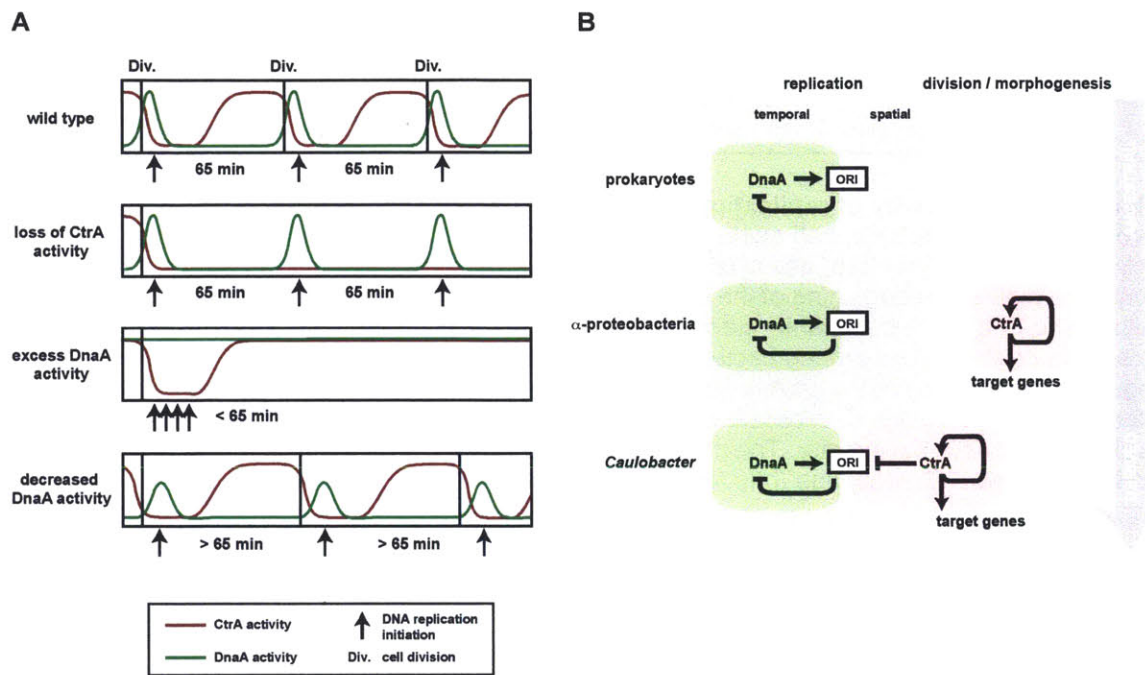 A
Div. Div. Div.
wild type
65 min 65 min
loss of CtrA
activity
65 min 65 min
excess DnaA
activity
< 65 min
decreased
DnaA activity
> 65 min > 65 min
CtrA activity
DnaA activity
DNA replication
initiation
Div. cell division
B
replication division / morphogenesis
temporal spatial
prokaryotes DnaA ORI
α-proteobacteria DnaA ORI CtrA
target genes
Caulobacter DnaA ORI CtrA
target genes